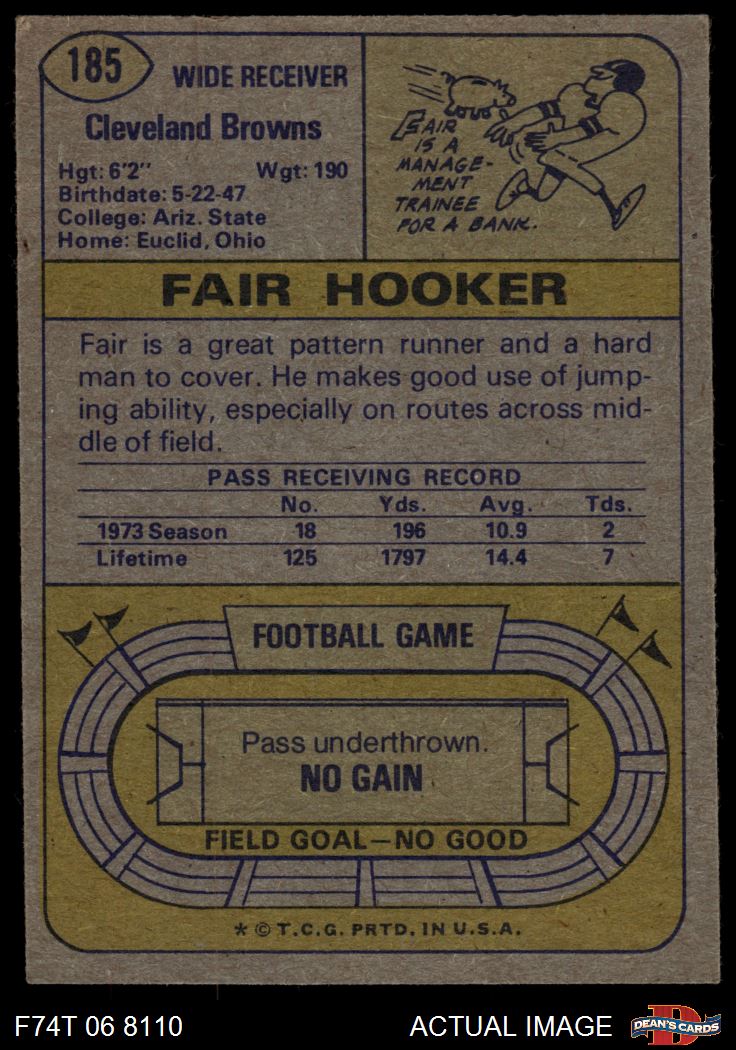 185
WIDE RECEIVER
Cleveland Browns
Hgt: 6'2" Wgt: 190
Birthdate: 5-22-47
College: Ariz. State
Home: Euclid, Ohio
FAIR
IS A
MANAGE-
MENT
TRAINEE
FOR A BANK.
FAIR HOOKER
Fair is a great pattern runner and a hard
man to cover. He makes good use of jump-
ing ability, especially on routes across mid-
dle of field.
PASS RECEIVING RECORD
No. Yds. Avg. Tds.
1973 Season 18 196 10.9 2
Lifetime 125 1797 14.4 7
FOOTBALL GAME
Pass underthrown.
NO GAIN
FIELD GOAL—NO GOOD
* © T.C.G. PRTD. IN U.S.A.
F74T 06 8110 ACTUAL IMAGE D DEAN'S CARDS